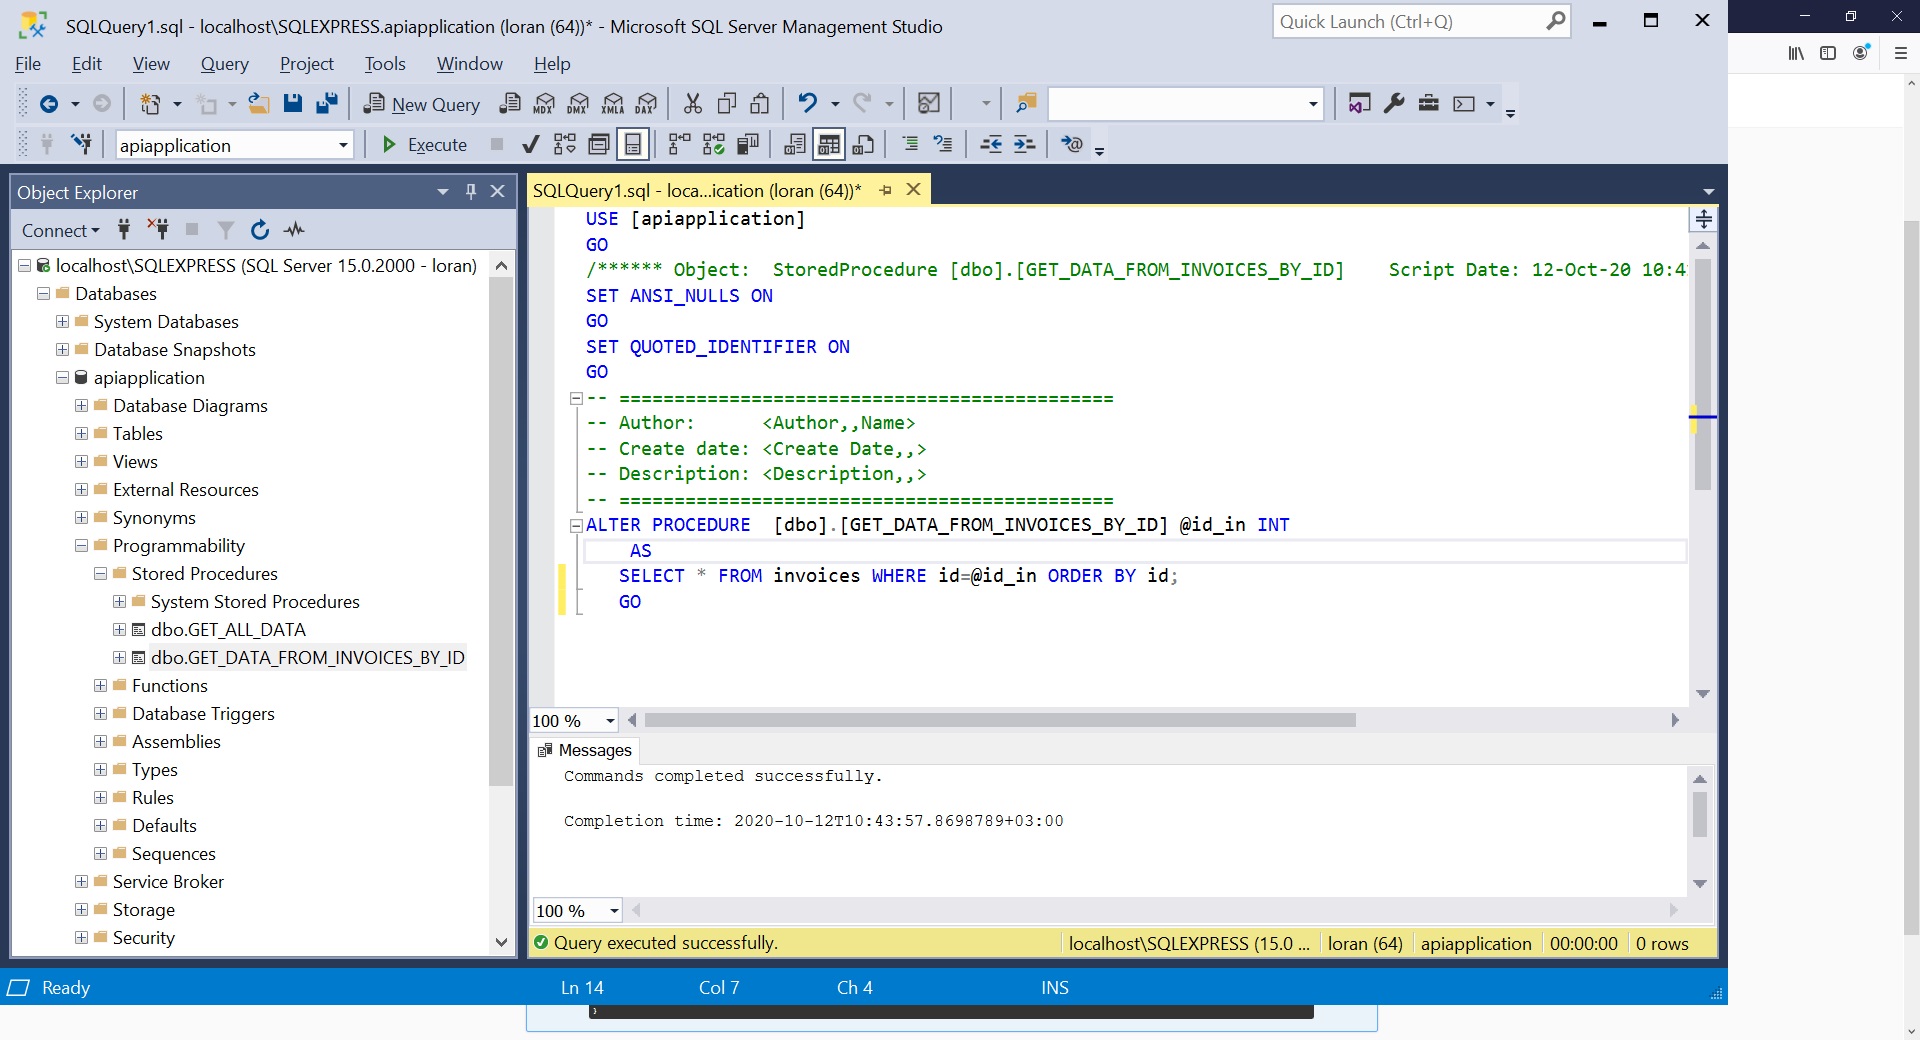 SQLQuery1.sql - localhost\SQLEXPRESS.apiapplication (loran (64))* - Microsoft SQL Server Management Studio
Quick Launch (Ctrl+Q)
File Edit View Query Project Tools Window Help
New Query MDX DMX XMLA DAX
apiapplication Execute
Object Explorer
Connect
localhost\SQLEXPRESS (SQL Server 15.0.2000 - loran)
Databases
System Databases
Database Snapshots
apiapplication
Database Diagrams
Tables
Views
External Resources
Synonyms
Programmability
Stored Procedures
System Stored Procedures
dbo.GET_ALL_DATA
dbo.GET_DATA_FROM_INVOICES_BY_ID
Functions
Database Triggers
Assemblies
Types
Rules
Defaults
Sequences
Service Broker
Storage
Security
SQLQuery1.sql - loca...ication (loran (64))*
USE [apiapplication]
GO
/****** Object:  StoredProcedure [dbo].[GET_DATA_FROM_INVOICES_BY_ID]    Script Date: 12-Oct-20 10:4
SET ANSI_NULLS ON
GO
SET QUOTED_IDENTIFIER ON
GO
-- =============================================
-- Author:      <Author,,Name>
-- Create date: <Create Date,,>
-- Description: <Description,,>
-- =============================================
ALTER PROCEDURE  [dbo].[GET_DATA_FROM_INVOICES_BY_ID] @id_in INT
AS
SELECT * FROM invoices WHERE id=@id_in ORDER BY id;
GO
100 %
Messages
Commands completed successfully.
Completion time: 2020-10-12T10:43:57.8698789+03:00
100 %
Query executed successfully. localhost\SQLEXPRESS (15.0 ... loran (64) apiapplication 00:00:00 0 rows
Ready Ln 14 Col 7 Ch 4 INS
}